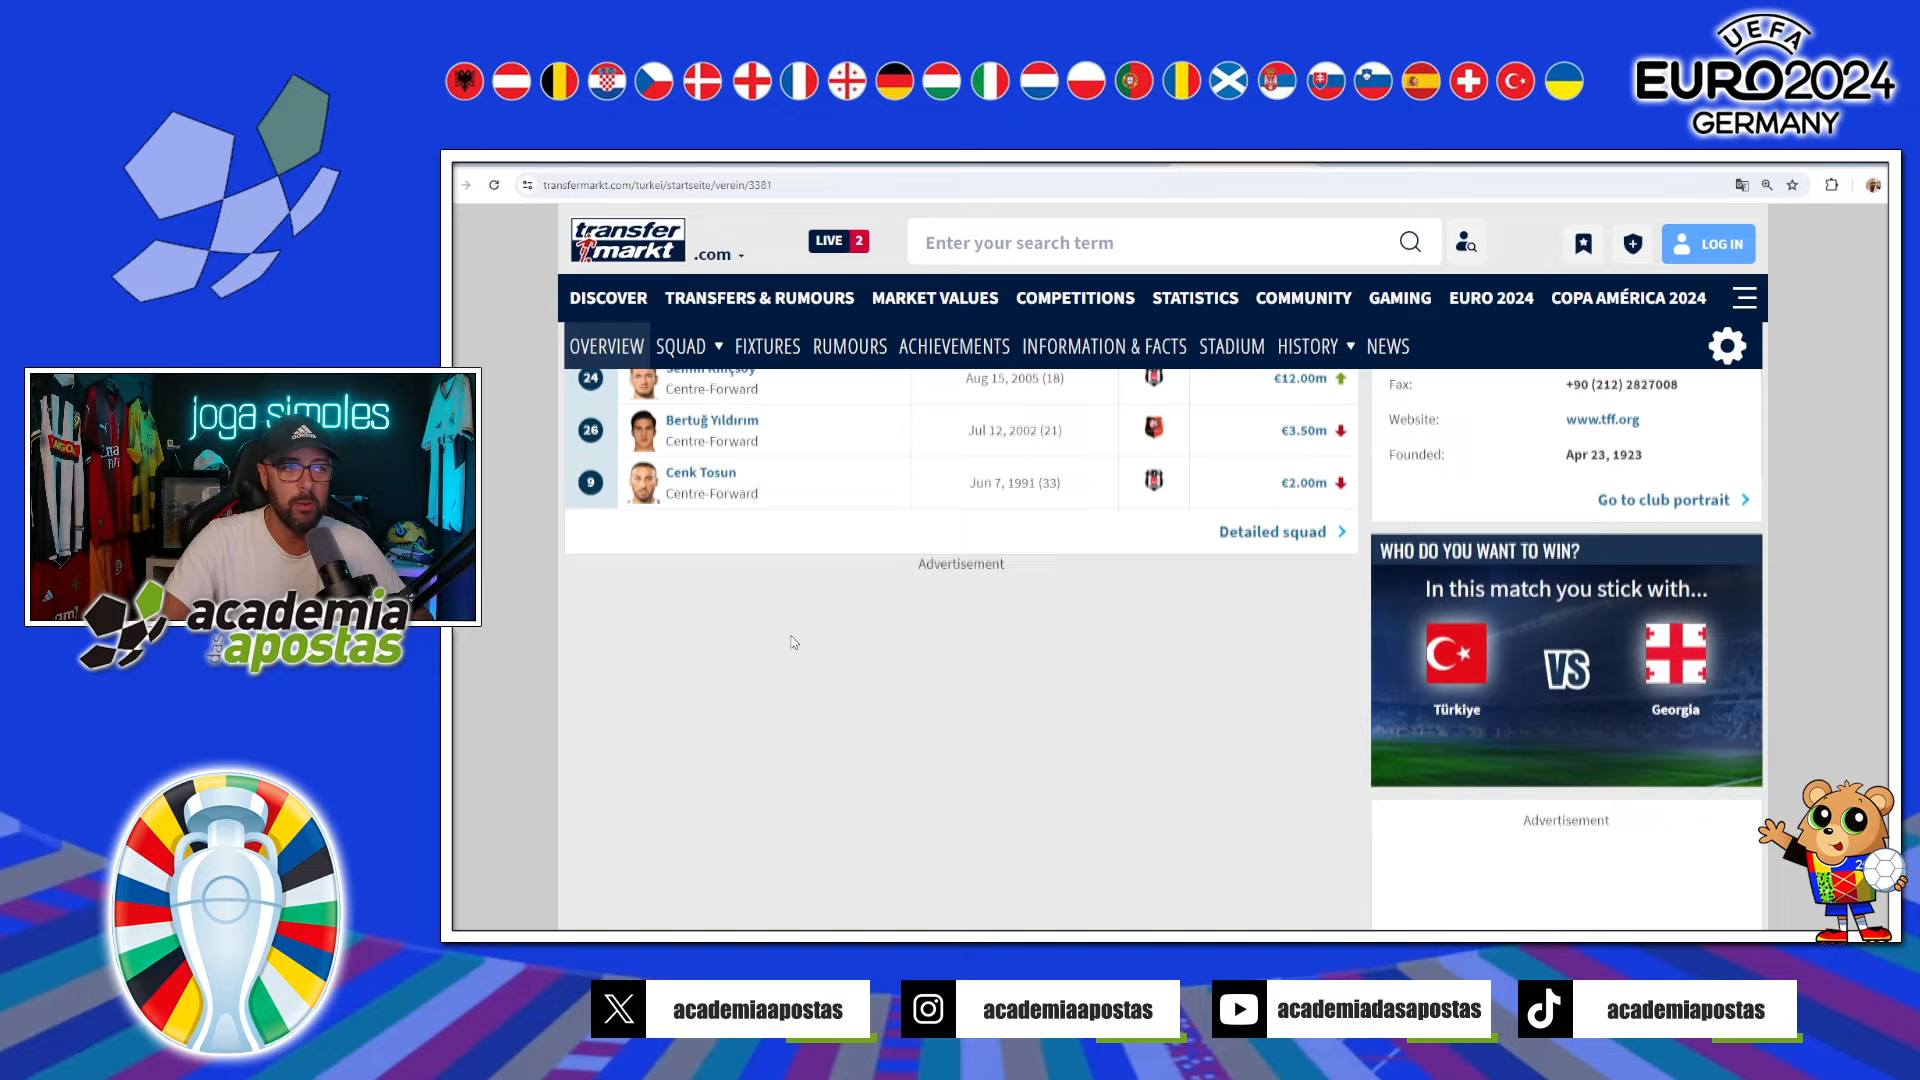 UEFA
EURO2024
GERMANY
transfermarkt.com/turkei/startseite/verein/3381
transfer
markt
.com
LIVE 2
Enter your search term
LOG IN
DISCOVER TRANSFERS & RUMOURS MARKET VALUES COMPETITIONS STATISTICS COMMUNITY GAMING EURO 2024 COPA AMÉRICA 2024
OVERVIEW SQUAD FIXTURES RUMOURS ACHIEVEMENTS INFORMATION & FACTS STADIUM HISTORY NEWS
24
Centre-Forward
Aug 15, 2005 (18)
€12.00m
26
Bertuğ Yıldırım
Centre-Forward
Jul 12, 2002 (21)
€3.50m
9
Cenk Tosun
Centre-Forward
Jun 7, 1991 (33)
€2.00m
Detailed squad
Advertisement
Fax: +90 (212) 2827008
Website: www.tff.org
Founded: Apr 23, 1923
Go to club portrait
WHO DO YOU WANT TO WIN?
In this match you stick with...
VS
Türkiye
Georgia
Advertisement
joga simples
academia
das apostas
academiaapostas
academiaapostas
academiadasapostas
academiaapostas